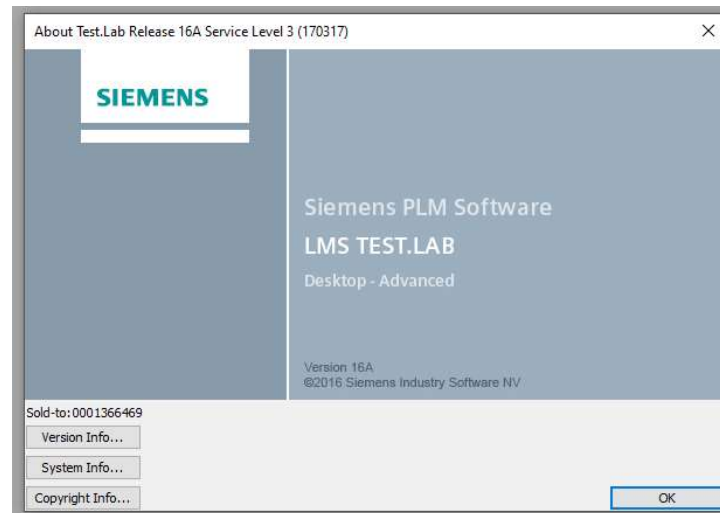 About Test.Lab Release 16A Service Level 3 (170317)
SIEMENS
Siemens PLM Software
LMS TEST.LAB
Desktop - Advanced
Version 16A
©2016 Siemens Industry Software NV
Sold-to: 0001366469
Version Info...
System Info...
Copyright Info...
OK